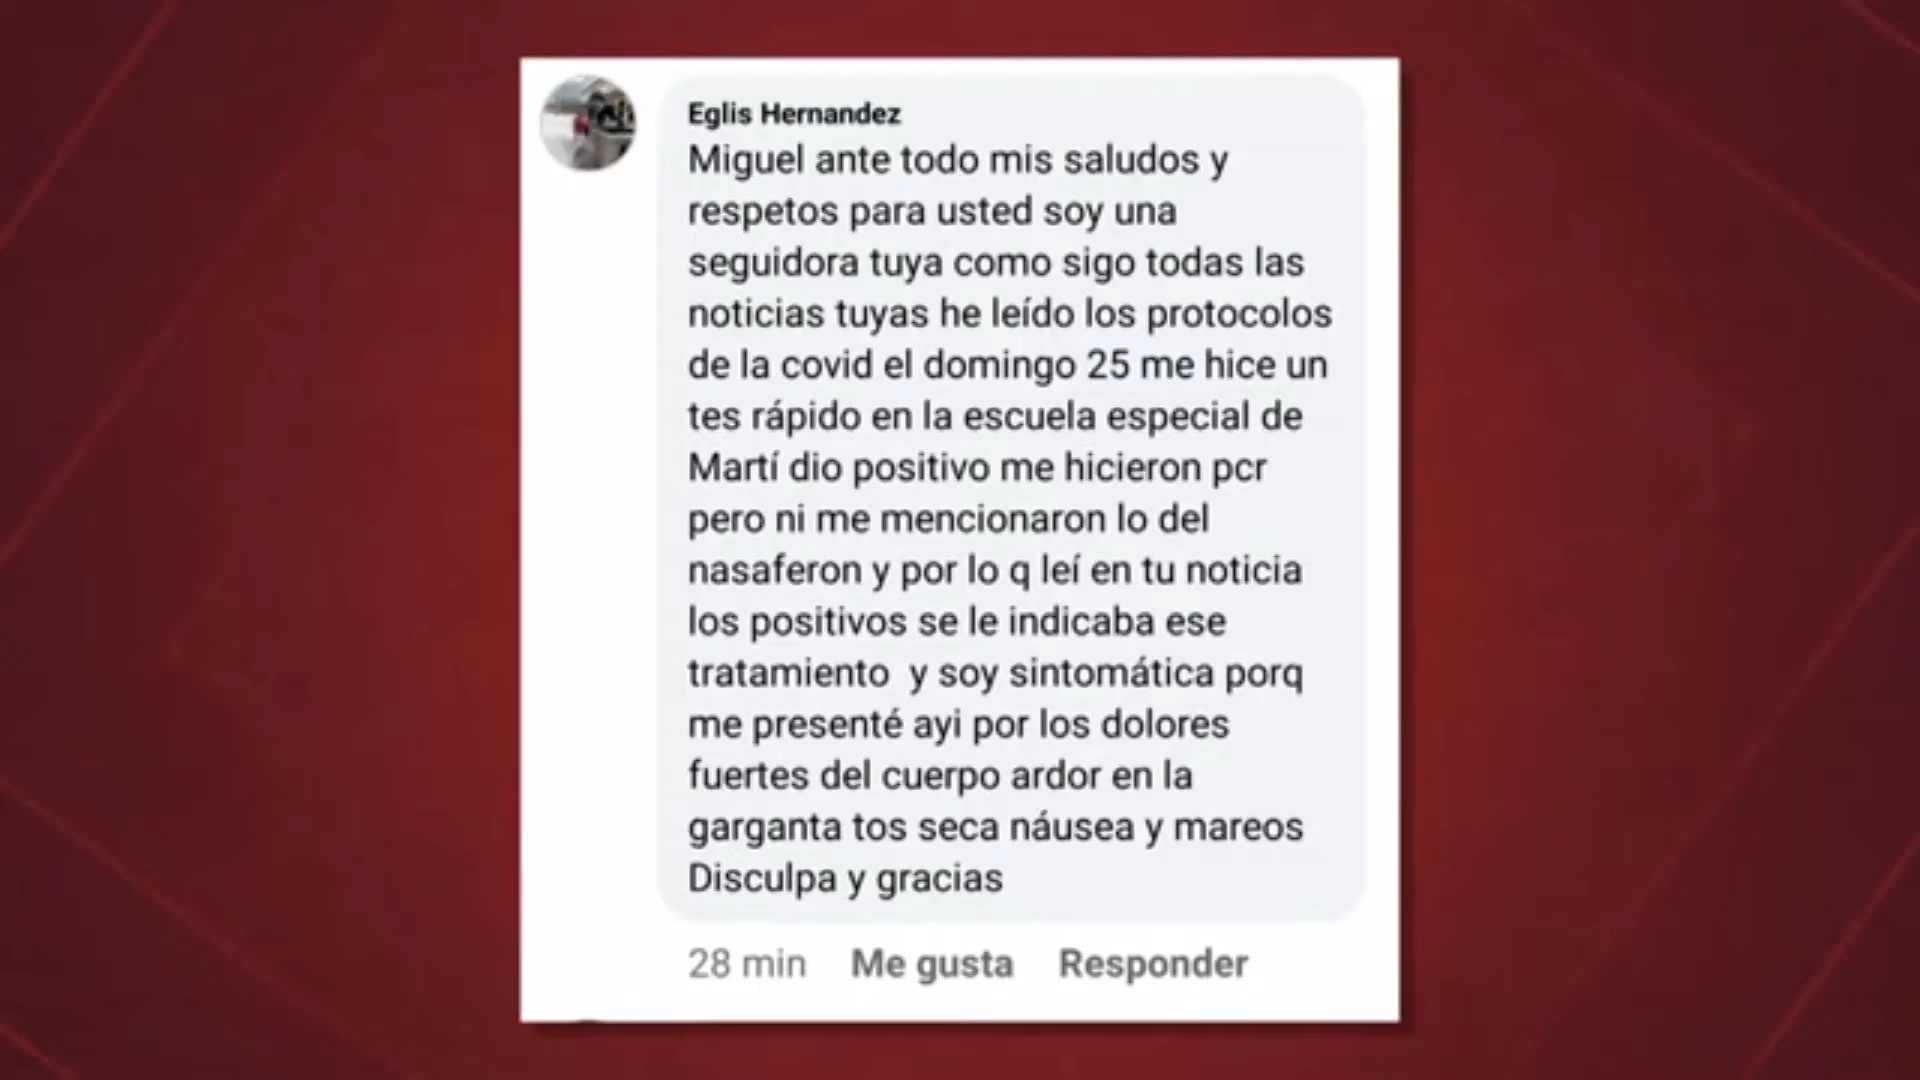 Eglis Hernandez
Miguel ante todo mis saludos y
respetos para usted soy una
seguidora tuya como sigo todas las
noticias tuyas he leído los protocolos
de la covid el domingo 25 me hice un
tes rápido en la escuela especial de
Martí dio positivo me hicieron pcr
pero ni me mencionaron lo del
nasaferon y por lo q leí en tu noticia
los positivos se le indicaba ese
tratamiento  y soy sintomática porq
me presenté ayi por los dolores
fuertes del cuerpo ardor en la
garganta tos seca náusea y mareos
Disculpa y gracias
28 min Me gusta Responder